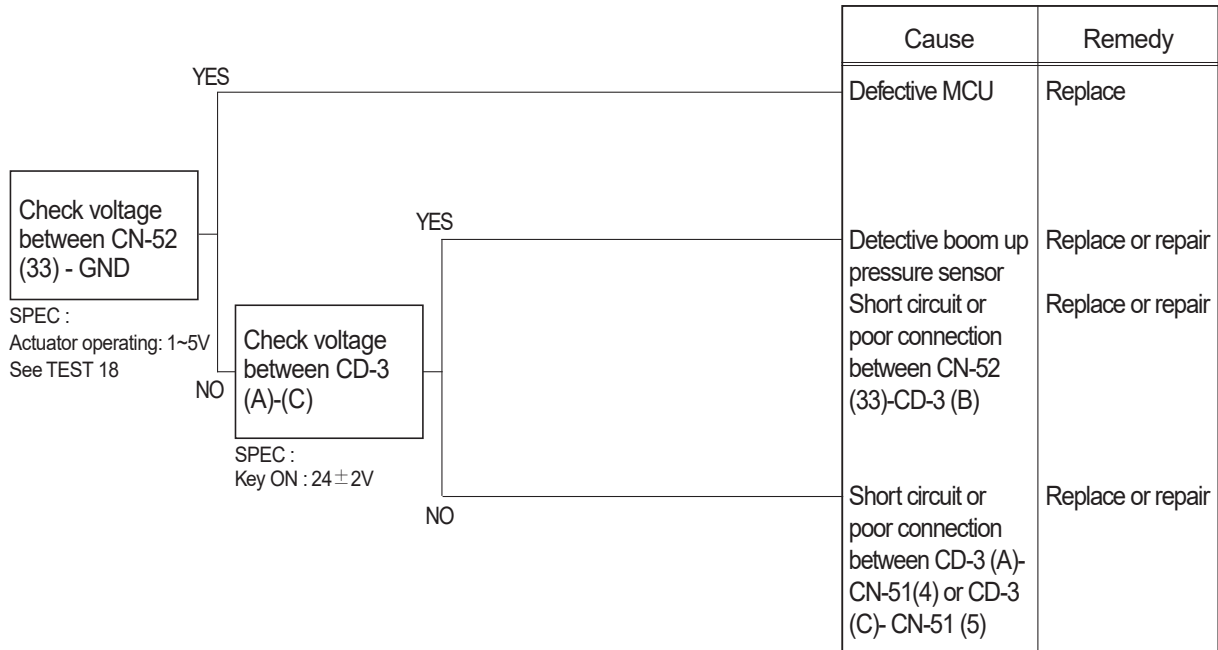 Cause Remedy
YES
Defective MCU Replace
Check voltage
between CN-52
(33) - GND
SPEC :
Actuator operating: 1~5V
See TEST 18
NO
Check voltage
between CD-3
(A)-(C)
SPEC :
Key ON : 24±2V
YES
Detective boom up Replace or repair
pressure sensor
Short circuit or Replace or repair
poor connection
between CN-52
(33)-CD-3 (B)
NO
Short circuit or Replace or repair
poor connection
between CD-3 (A)-
CN-51(4) or CD-3
(C)- CN-51 (5)